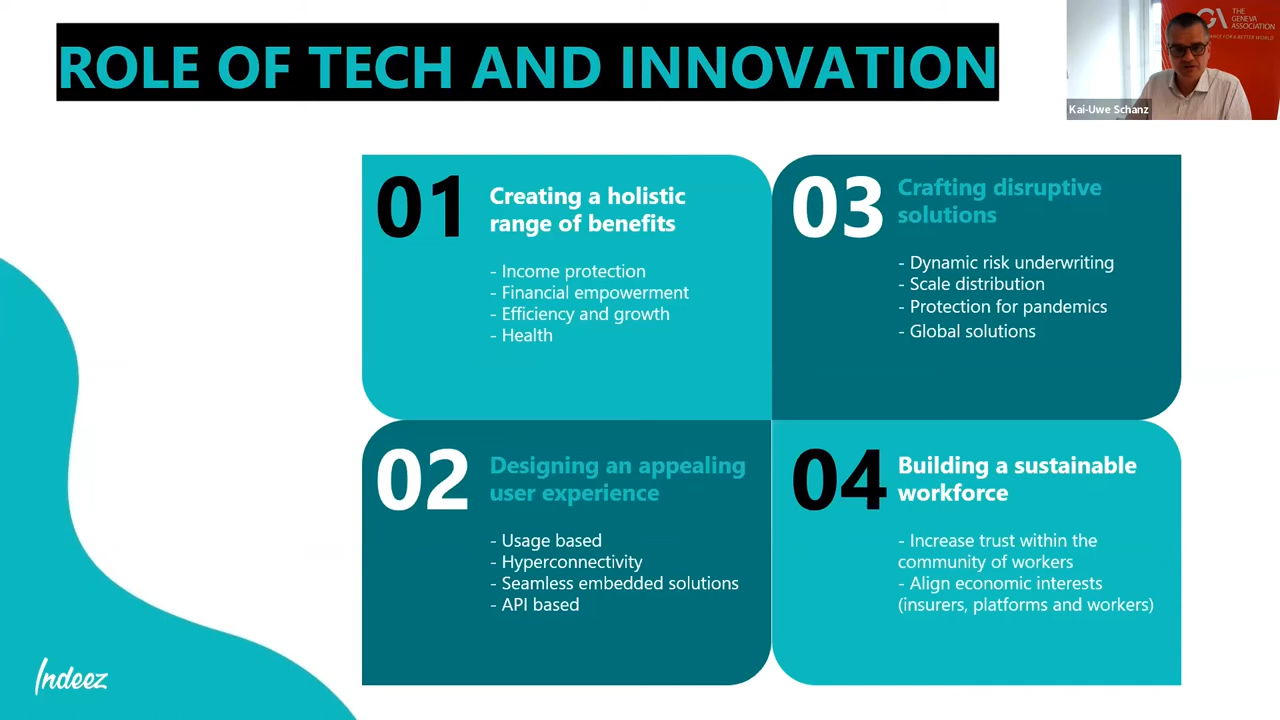 ROLE OF TECH AND INNOVATION
THE
GENEVA
ASSOCIATION
Kai-Uwe Schanz
01
Creating a holistic
range of benefits
- Income protection
- Financial empowerment
- Efficiency and growth
- Health
02
Designing an appealing
user experience
- Usage based
- Hyperconnectivity
- Seamless embedded solutions
- API based
03
Crafting disruptive
solutions
- Dynamic risk underwriting
- Scale distribution
- Protection for pandemics
- Global solutions
04
Building a sustainable
workforce
- Increase trust within the
community of workers
- Align economic interests
(insurers, platforms and workers)
Indeez